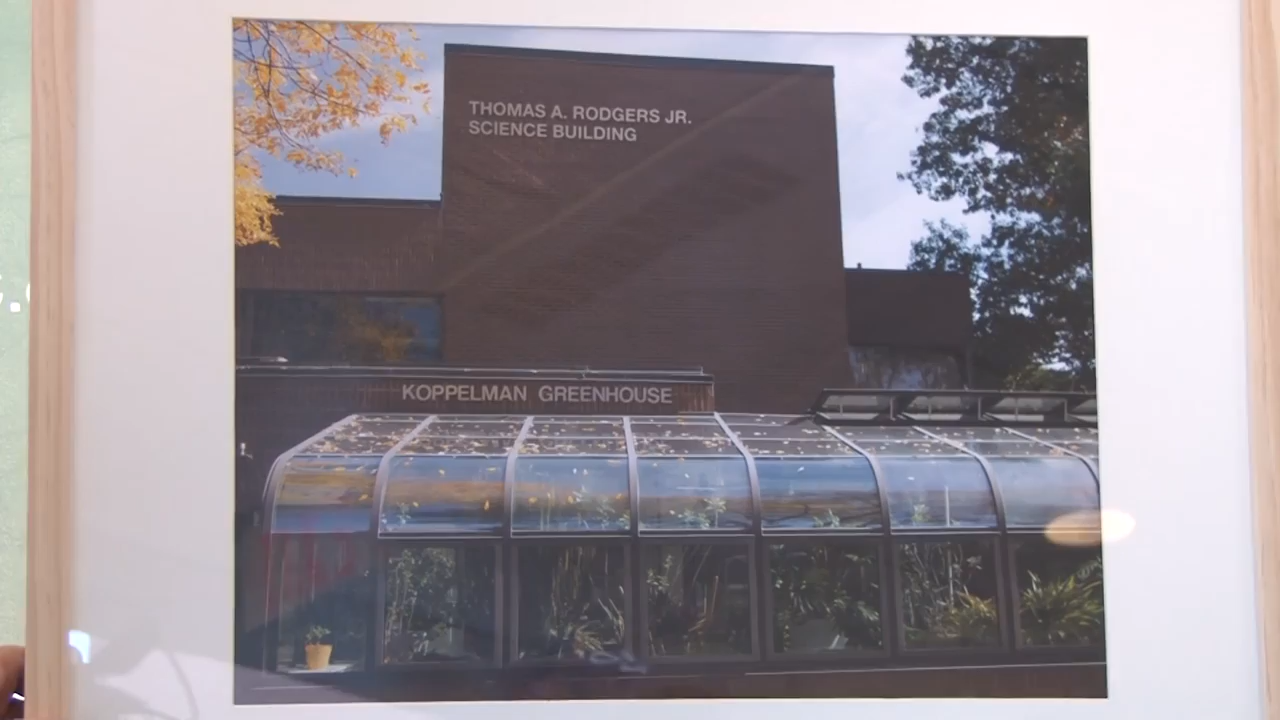 THOMAS A. RODGERS JR.
SCIENCE BUILDING
KOPPELMAN GREENHOUSE